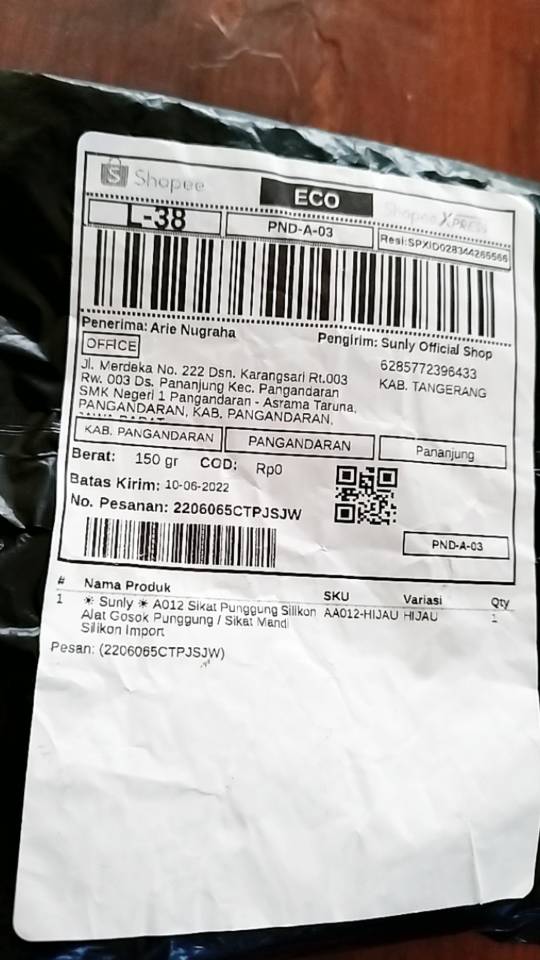 Shopee
ECO
Shopee XPRESS
L-38
PND-A-03
Resi:SPXID028344266566
Penerima: Arie Nugraha
Pengirim: Sunly Official Shop
OFFICE
6285772396433
KAB. TANGERANG
Jl. Merdeka No. 222 Dsn. Karangsari Rt.003
Rw. 003 Ds. Pananjung Kec. Pangandaran
SMK Negeri 1 Pangandaran - Asrama Taruna,
PANGANDARAN, KAB. PANGANDARAN,
KAB. PANGANDARAN
PANGANDARAN
Pananjung
Berat: 150 gr COD: Rp0
Batas Kirim: 10-06-2022
No. Pesanan: 2206065CTPJSJW
PND-A-03
# Nama Produk SKU Variasi Qty
1 ☀ Sunly ☀ A012 Sikat Punggung Silikon AA012-HIJAU HIJAU 1
Alat Gosok Punggung / Sikat Mandi
Silikon Import
Pesan: (2206065CTPJSJW)